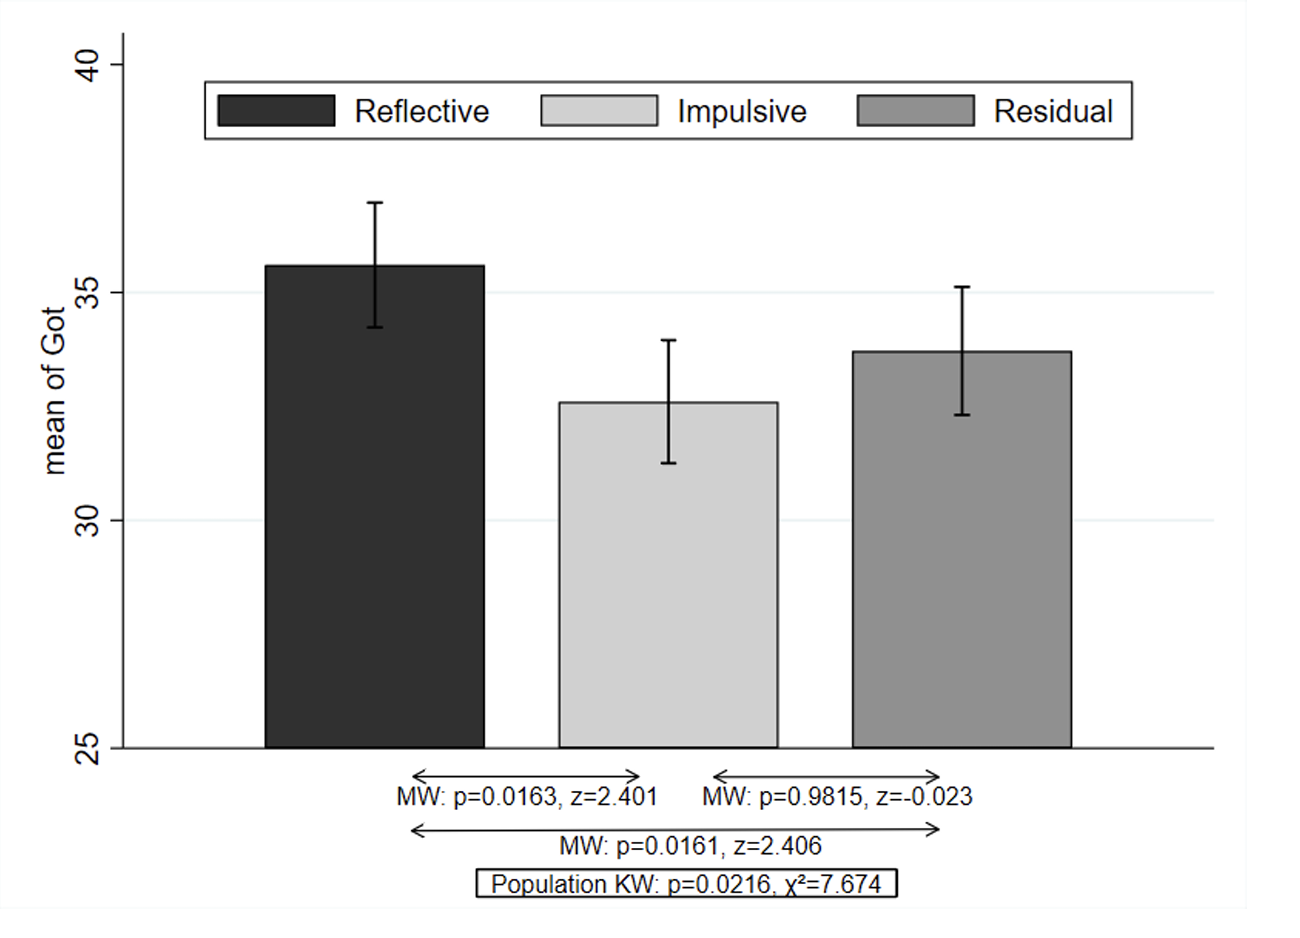 40
Reflective Impulsive Residual
35
mean of Got
30
25
MW: p=0.0163, z=2.401 MW: p=0.9815, z=-0.023
MW: p=0.0161, z=2.406
Population KW: p=0.0216, χ²=7.674